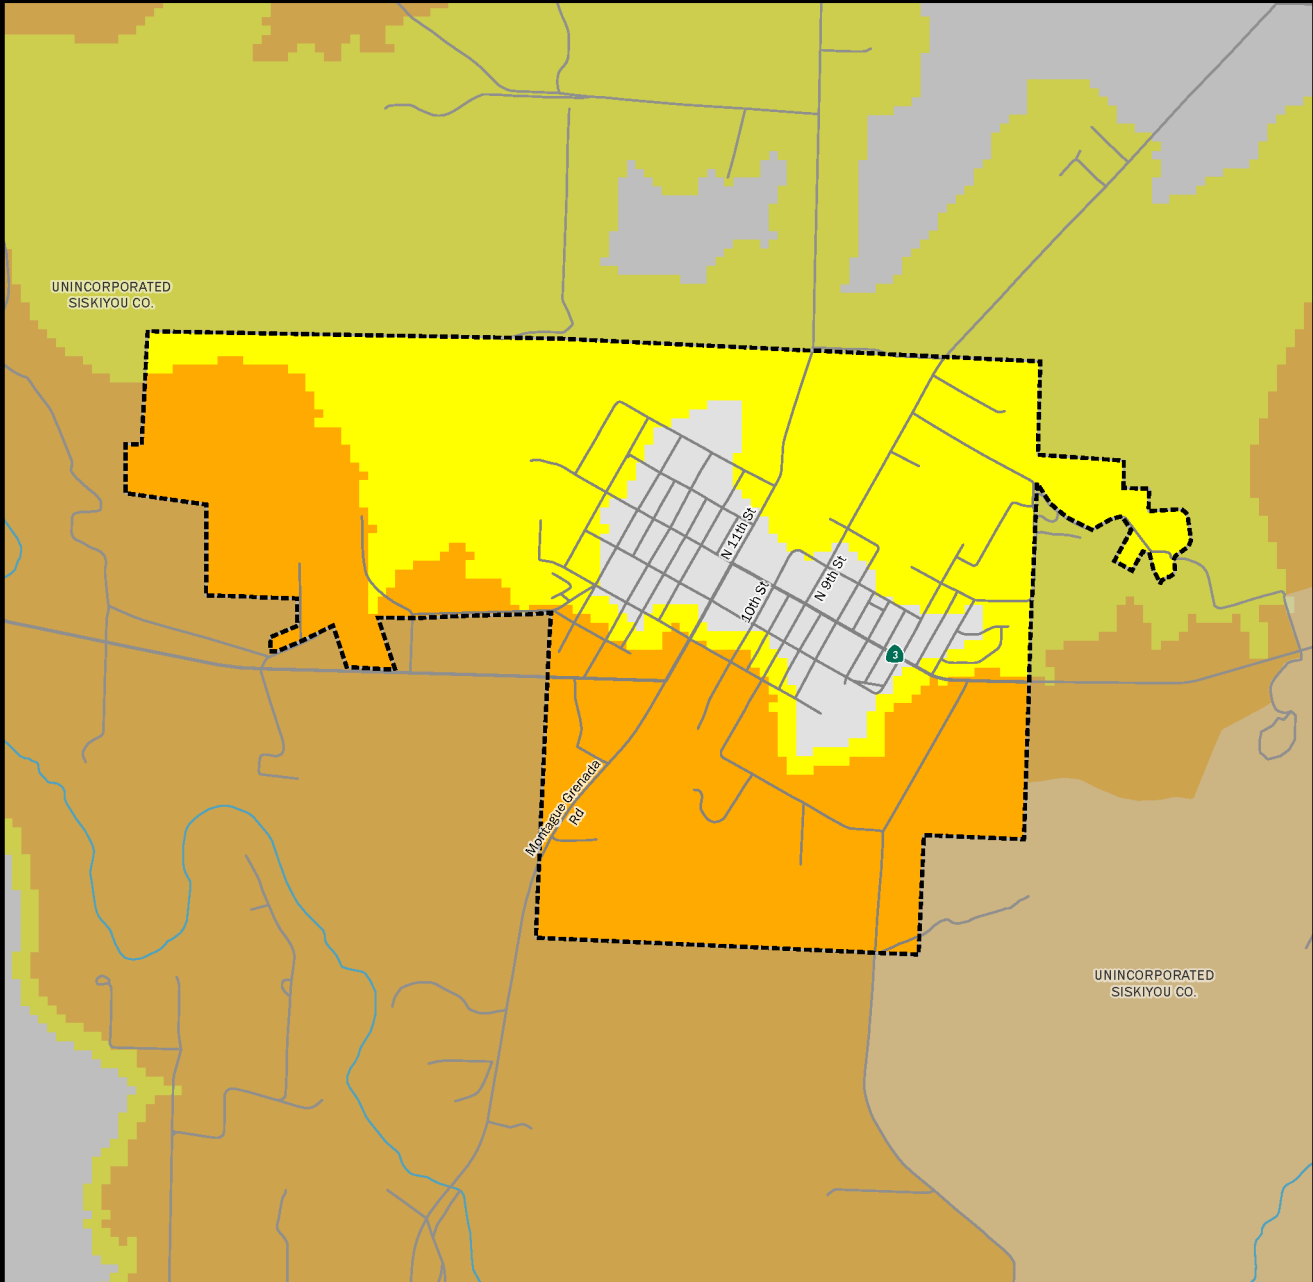 UNINCORPORATED
SISKIYOU CO.
N 11th St
N 9th St
10th St
3
Montague Grenada
Rd
UNINCORPORATED
SISKIYOU CO.